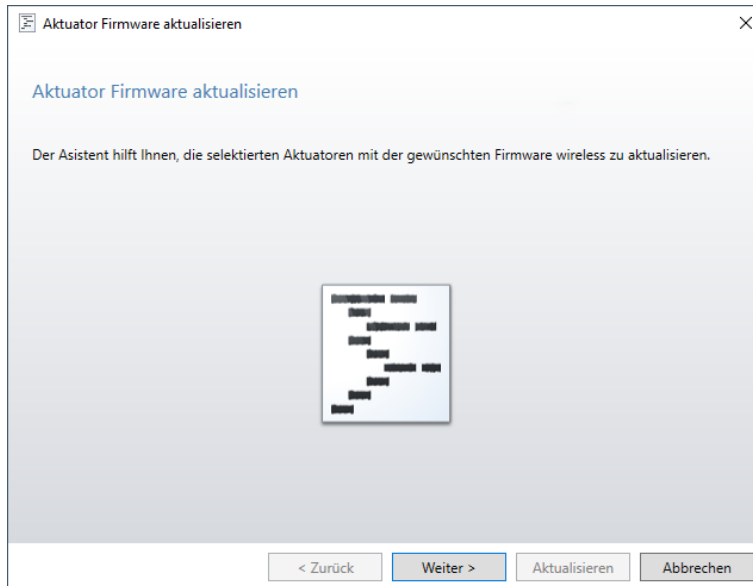 Aktuator Firmware aktualisieren
Aktuator Firmware aktualisieren
Der Asistent hilft Ihnen, die selektierten Aktuatoren mit der gewünschten Firmware wireless zu aktualisieren.
< Zurück
Weiter >
Aktualisieren
Abbrechen